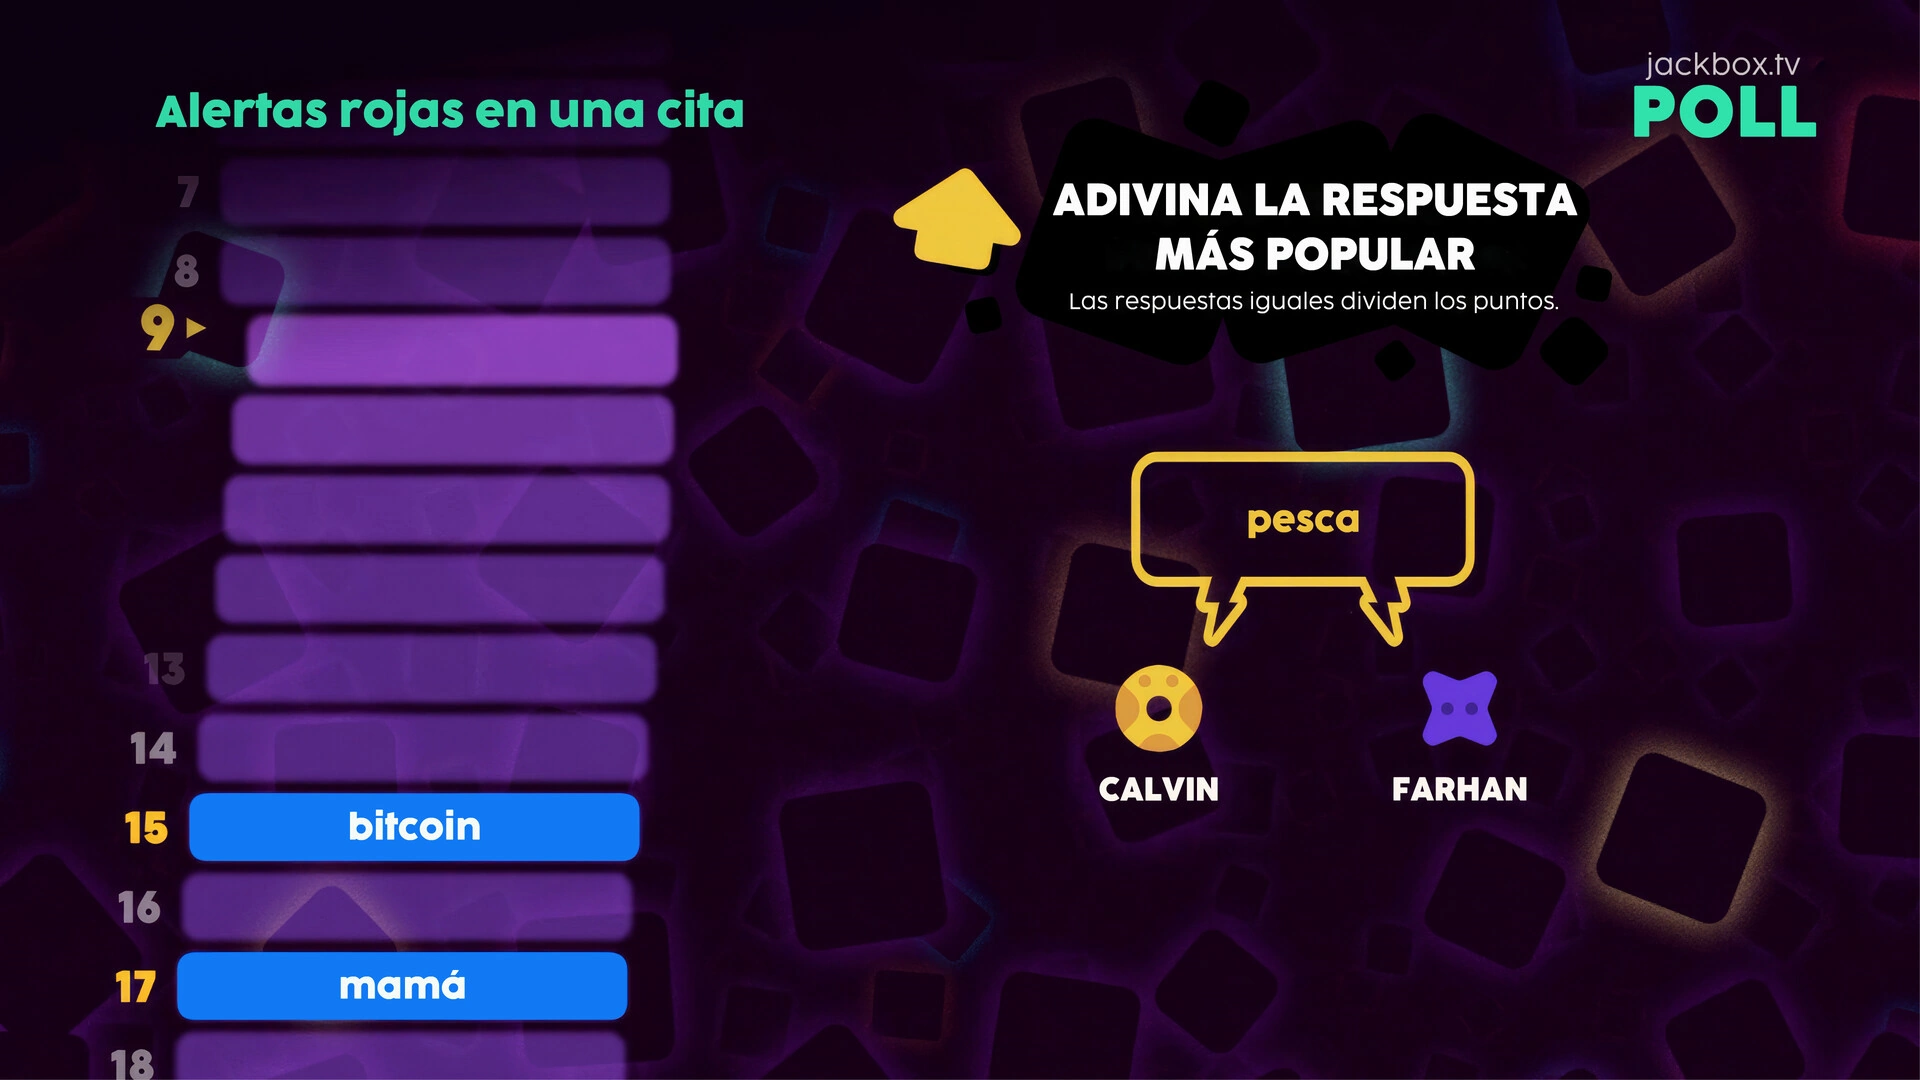 jackbox.tv
POLL
Alertas rojas en una cita
ADIVINA LA RESPUESTA
MÁS POPULAR
Las respuestas iguales dividen los puntos.
7
8
9
13
14
15 bitcoin
16
17 mamá
18
pesca
CALVIN
FARHAN